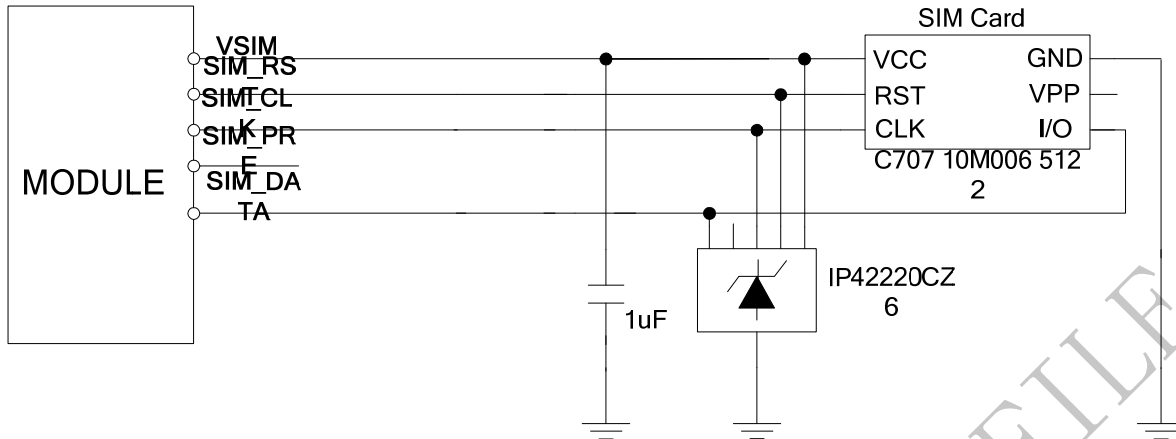 SIM Card
VSIM
SIM_RS
T
SIM_CL
K
SIM_PR
E
SIM_DA
TA
MODULE
VCC GND
RST VPP
CLK I/O
C707 10M006 512
2
IP42220CZ
6
1uF
FILE